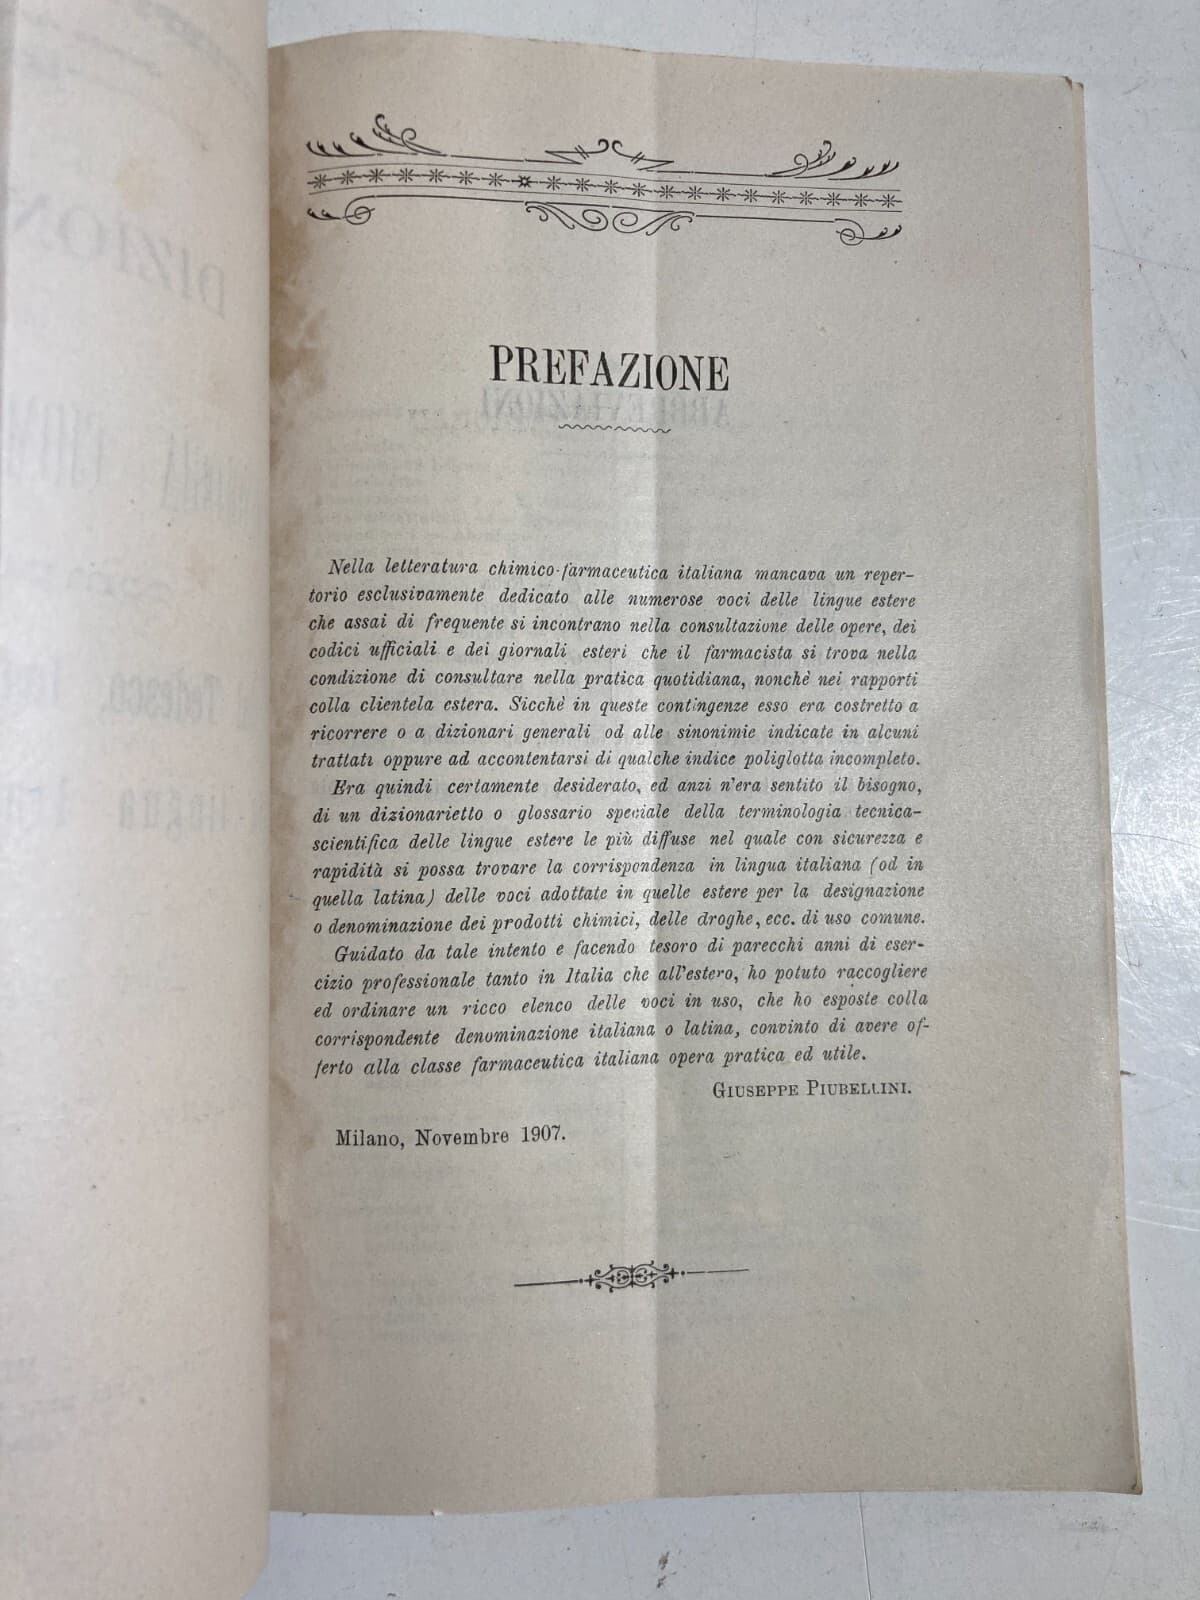 PREFAZIONE
Nella letteratura chimico-farmaceutica italiana mancava un reper-
torio esclusivamente dedicato alle numerose voci delle lingue estere
che assai di frequente si incontrano nella consultazione delle opere, dei
codici ufficiali e dei giornali esteri che il farmacista si trova nella
condizione di consultare nella pratica quotidiana, nonchè nei rapporti
colla clientela estera. Sicchè in queste contingenze esso era costretto a
ricorrere o a dizionari generali od alle sinonimie indicate in alcuni
trattati oppure ad accontentarsi di qualche indice poliglotta incompleto.
Era quindi certamente desiderato, ed anzi n'era sentito il bisogno,
di un dizionarietto o glossario speciale della terminologia tecnica-
scientifica delle lingue estere le più diffuse nel quale con sicurezza e
rapidità si possa trovare la corrispondenza in lingua italiana (od in
quella latina) delle voci adottate in quelle estere per la designazione
o denominazione dei prodotti chimici, delle droghe, ecc. di uso comune.
Guidato da tale intento e facendo tesoro di parecchi anni di eser-
cizio professionale tanto in Italia che all'estero, ho potuto raccogliere
ed ordinare un ricco elenco delle voci in uso, che ho esposte colla
corrispondente denominazione italiana o latina, convinto di avere of-
ferto alla classe farmaceutica italiana opera pratica ed utile.
GIUSEPPE PIUBELLINI.
Milano, Novembre 1907.